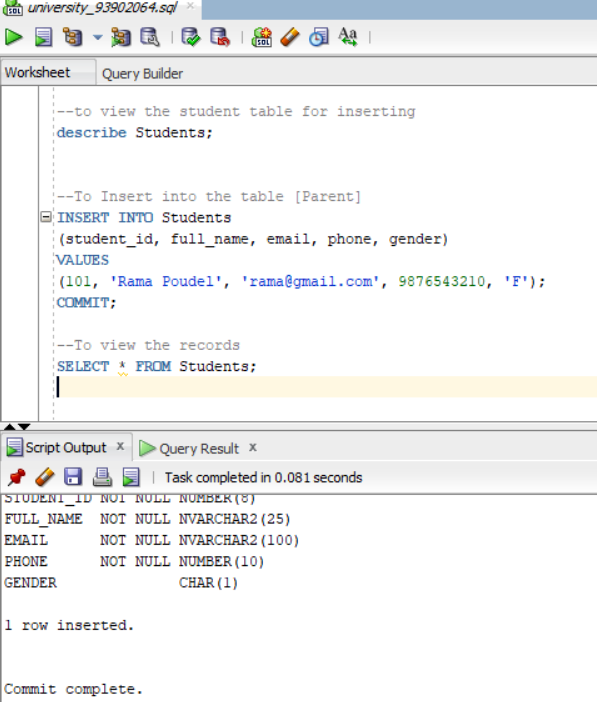 university_93902064.sql
Worksheet Query Builder
--to view the student table for inserting
describe Students;
--To Insert into the table [Parent]
INSERT INTO Students
(student_id, full_name, email, phone, gender)
VALUES
(101, 'Rama Poudel', 'rama@gmail.com', 9876543210, 'F');
COMMIT;
--To view the records
SELECT * FROM Students;
Script Output x Query Result x
Task completed in 0.081 seconds
STUDENT_ID NOT NULL NUMBER(8)
FULL_NAME NOT NULL NVARCHAR2(25)
EMAIL NOT NULL NVARCHAR2(100)
PHONE NOT NULL NUMBER(10)
GENDER CHAR(1)
1 row inserted.
Commit complete.